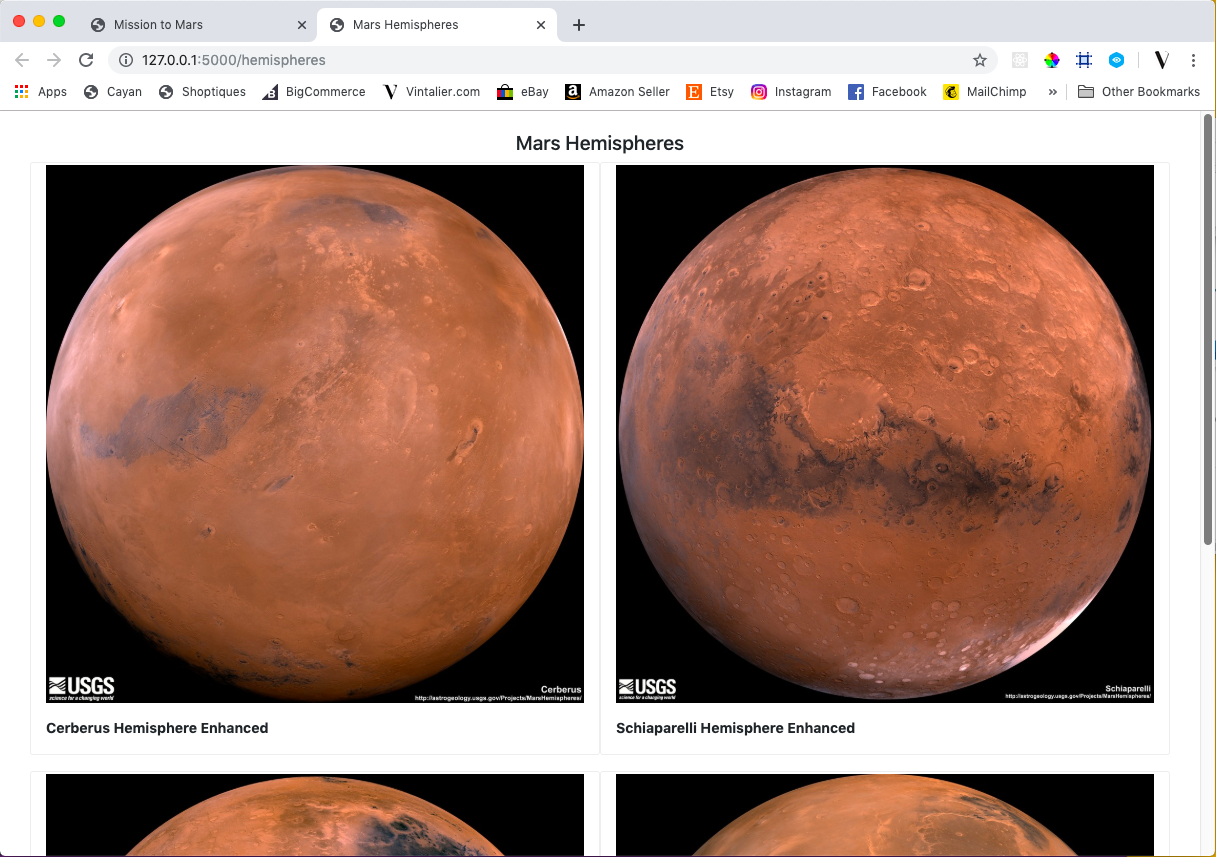 Mission to Mars
Mars Hemispheres
127.0.0.1:5000/hemispheres
Apps Cayan Shoptiques BigCommerce Vintalier.com eBay Amazon Seller Etsy Instagram Facebook MailChimp » Other Bookmarks
Mars Hemispheres
USGS
science for a changing world
Cerberus
http://astrogeology.usgs.gov/Projects/MarsHemispheres/
USGS
science for a changing world
Schiaparelli
http://astrogeology.usgs.gov/Projects/MarsHemispheres/
Cerberus Hemisphere Enhanced
Schiaparelli Hemisphere Enhanced